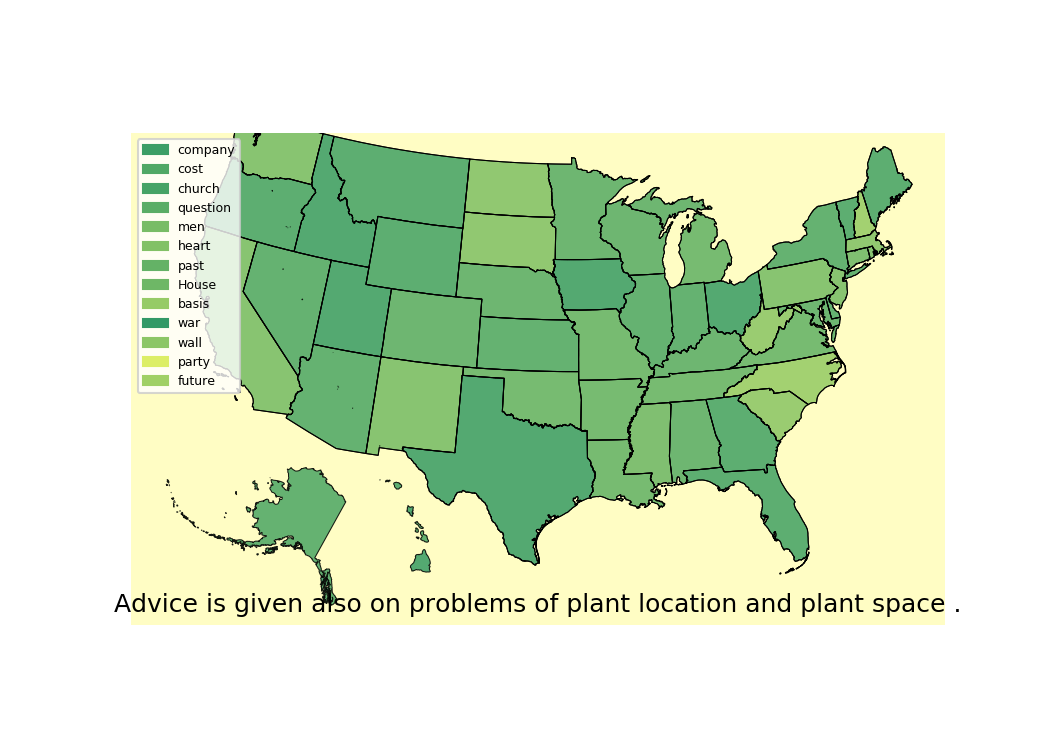 company
cost
church
question
men
heart
past
House
basis
war
wall
party
future
Advice is given also on problems of plant location and plant space .